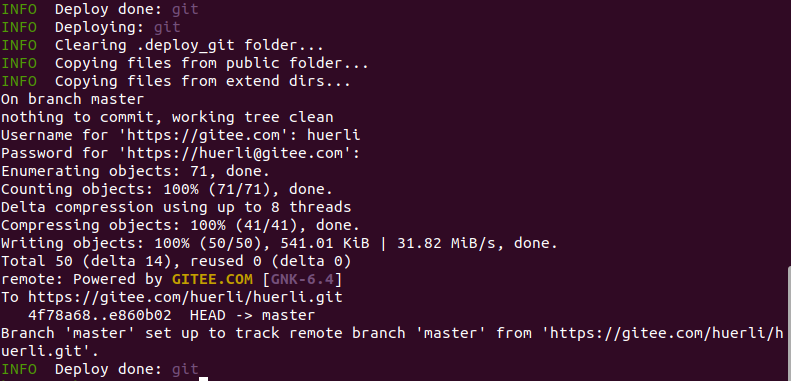 INFO  Deploy done: git
INFO  Deploying: git
INFO  Clearing .deploy_git folder...
INFO  Copying files from public folder...
INFO  Copying files from extend dirs...
On branch master
nothing to commit, working tree clean
Username for 'https://gitee.com': huerli
Password for 'https://huerli@gitee.com':
Enumerating objects: 71, done.
Counting objects: 100% (71/71), done.
Delta compression using up to 8 threads
Compressing objects: 100% (41/41), done.
Writing objects: 100% (50/50), 541.01 KiB | 31.82 MiB/s, done.
Total 50 (delta 14), reused 0 (delta 0)
remote: Powered by GITEE.COM [GNK-6.4]
To https://gitee.com/huerli/huerli.git
   4f78a68..e860b02  HEAD -> master
Branch 'master' set up to track remote branch 'master' from 'https://gitee.com/huerli/h
uerli.git'.
INFO  Deploy done: git